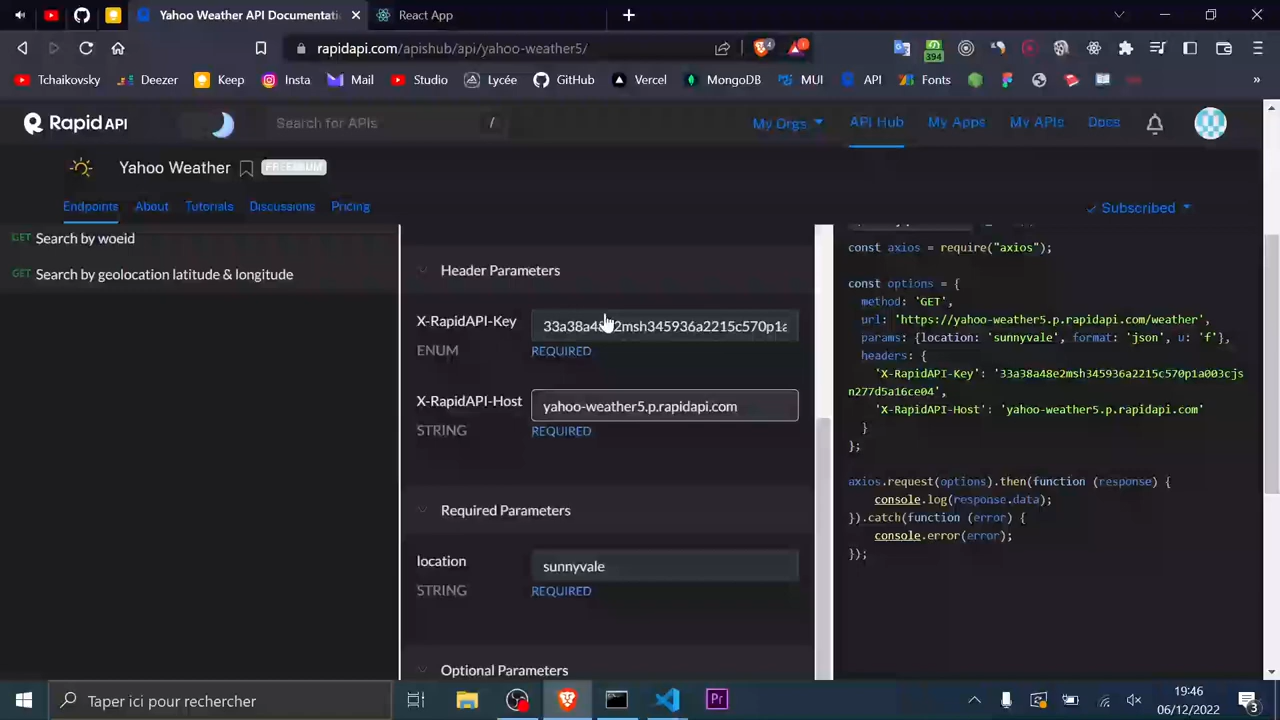 Yahoo Weather API Documentati
React App
rapidapi.com/apishub/api/yahoo-weather5/
4
394
Tchaikovsky
Deezer
Keep
Insta
Mail
Studio
Lycée
GitHub
Vercel
MongoDB
MUI
API
Fonts
»
Rapid API
Search for APIs
/
My Orgs
API Hub
My Apps
My APIs
Docs
Yahoo Weather
PREMIUM
Endpoints
About
Tutorials
Discussions
Pricing
Subscribed
GET Search by woeid
GET Search by geolocation latitude & longitude
Header Parameters
X-RapidAPI-Key
ENUM
REQUIRED
X-RapidAPI-Host
yahoo-weather5.p.rapidapi.com
STRING
REQUIRED
Required Parameters
location
sunnyvale
STRING
REQUIRED
Optional Parameters
const axios = require("axios");
const options = {
method: 'GET',
url: 'https://yahoo-weather5.p.rapidapi.com/weather',
params: {location: 'sunnyvale', format: 'json', u: 'f'},
headers: {
'X-RapidAPI-Key': '33a38a48e2msh345936a2215c570p1a003cjs
n277d5a16ce04',
'X-RapidAPI-Host': 'yahoo-weather5.p.rapidapi.com'
}
};
axios.request(options).then(function (response) {
console.log(response.data);
}).catch(function (error) {
console.error(error);
});
Taper ici pour rechercher
Pr
19:46
06/12/2022
3